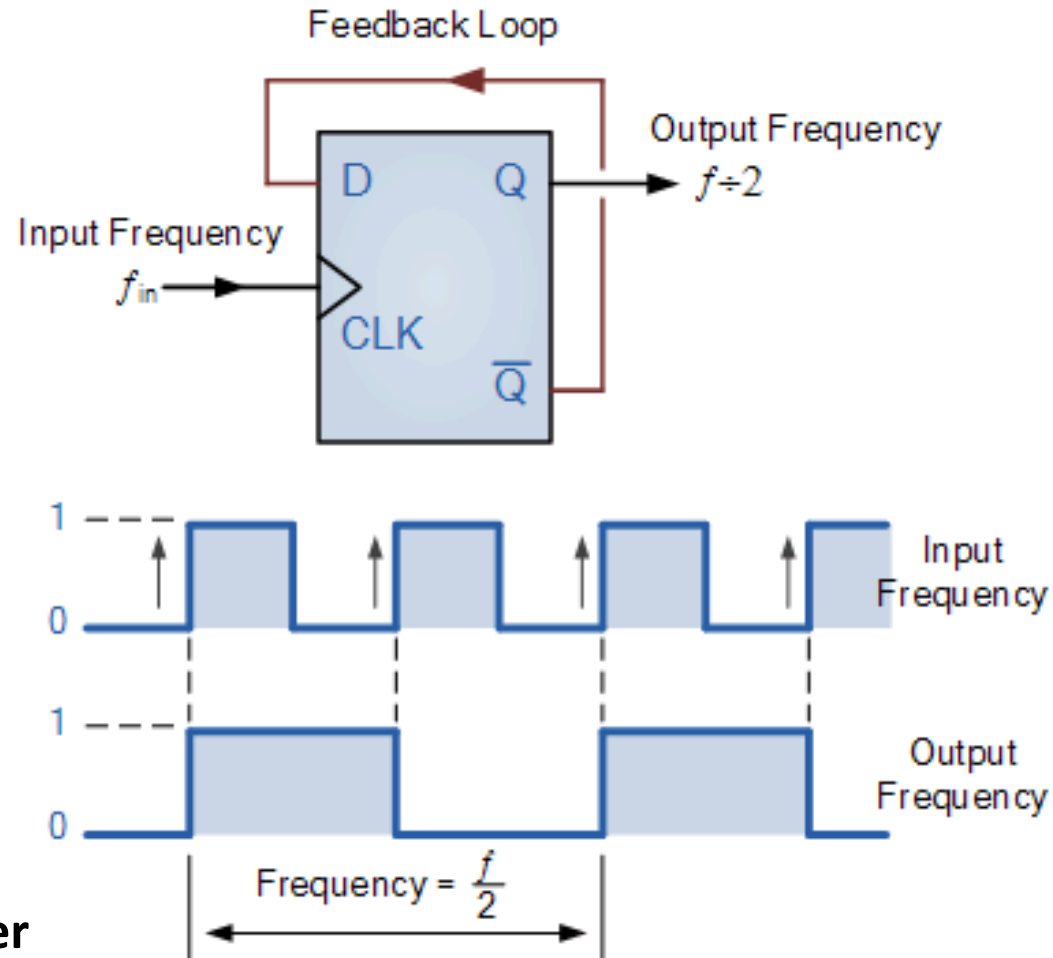 Feedback Loop
Output Frequency
f÷2
D
Q
Input Frequency
fin
CLK
Q̅
1
0
Input
Frequency
1
0
Output
Frequency
Frequency = f/2
er